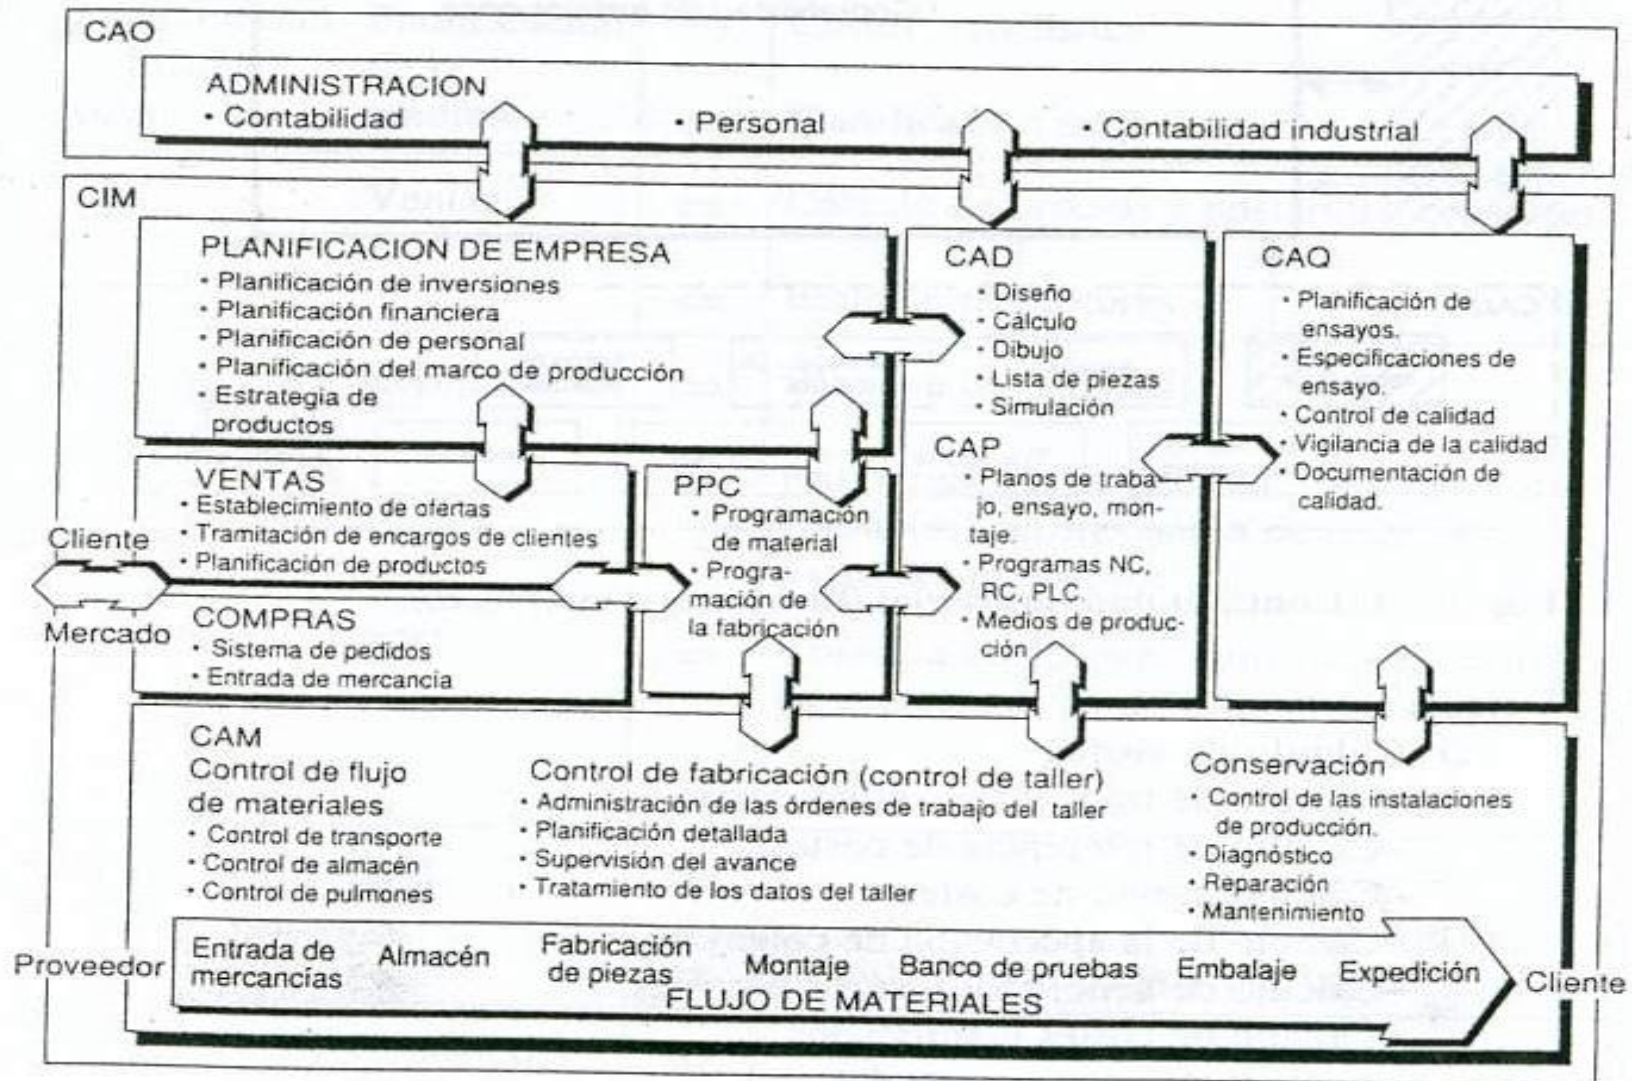 CAO
ADMINISTRACION
• Contabilidad
• Personal
• Contabilidad industrial
CIM
PLANIFICACION DE EMPRESA
• Planificación de inversiones
• Planificación financiera
• Planificación de personal
• Planificación del marco de producción
• Estrategia de
productos
CAD
• Diseño
• Cálculo
• Dibujo
• Lista de piezas
• Simulación
CAP
• Planos de traba-
jo, ensayo, mon-
taje.
• Programas NC,
RC, PLC.
• Medios de produc-
ción
CAQ
• Planificación de
ensayos.
• Especificaciones de
ensayo.
• Control de calidad
• Vigilancia de la calidad
• Documentación de
calidad.
VENTAS
• Establecimiento de ofertas
• Tramitación de encargos de clientes
• Planificación de productos
Cliente
Mercado
COMPRAS
• Sistema de pedidos
• Entrada de mercancía
PPC
• Programación
de material
• Progra-
mación de
la fabricación
CAM
Control de flujo
de materiales
• Control de transporte
• Control de almacén
• Control de pulmones
Control de fabricación (control de taller)
• Administración de las órdenes de trabajo del taller
• Planificación detallada
• Supervisión del avance
• Tratamiento de los datos del taller
Conservación
• Control de las instalaciones
de producción.
• Diagnóstico
• Reparación
• Mantenimiento
Proveedor
Entrada de
mercancías
Almacén
Fabricación
de piezas
Montaje
Banco de pruebas
Embalaje
Expedición
FLUJO DE MATERIALES
Cliente